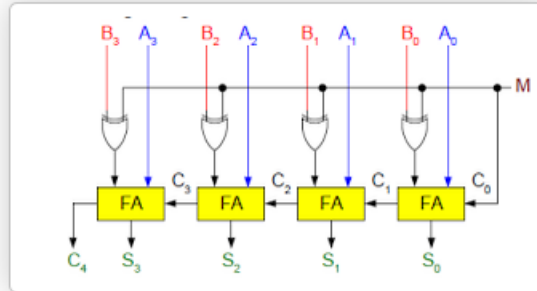 B₃ A₃ B₂ A₂ B₁ A₁ B₀ A₀
M
C₃ C₂ C₁ C₀
FA FA FA FA
C₄ S₃ S₂ S₁ S₀